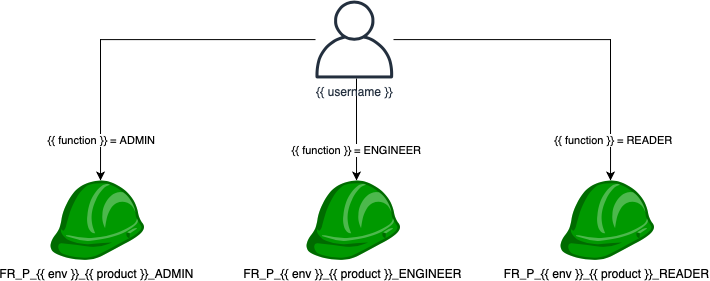 {{ username }}
{{ function }} = ADMIN
{{ function }} = ENGINEER
{{ function }} = READER
FR_P_{{ env }}_{{ product }}_ADMIN
FR_P_{{ env }}_{{ product }}_ENGINEER
FR_P_{{ env }}_{{ product }}_READER